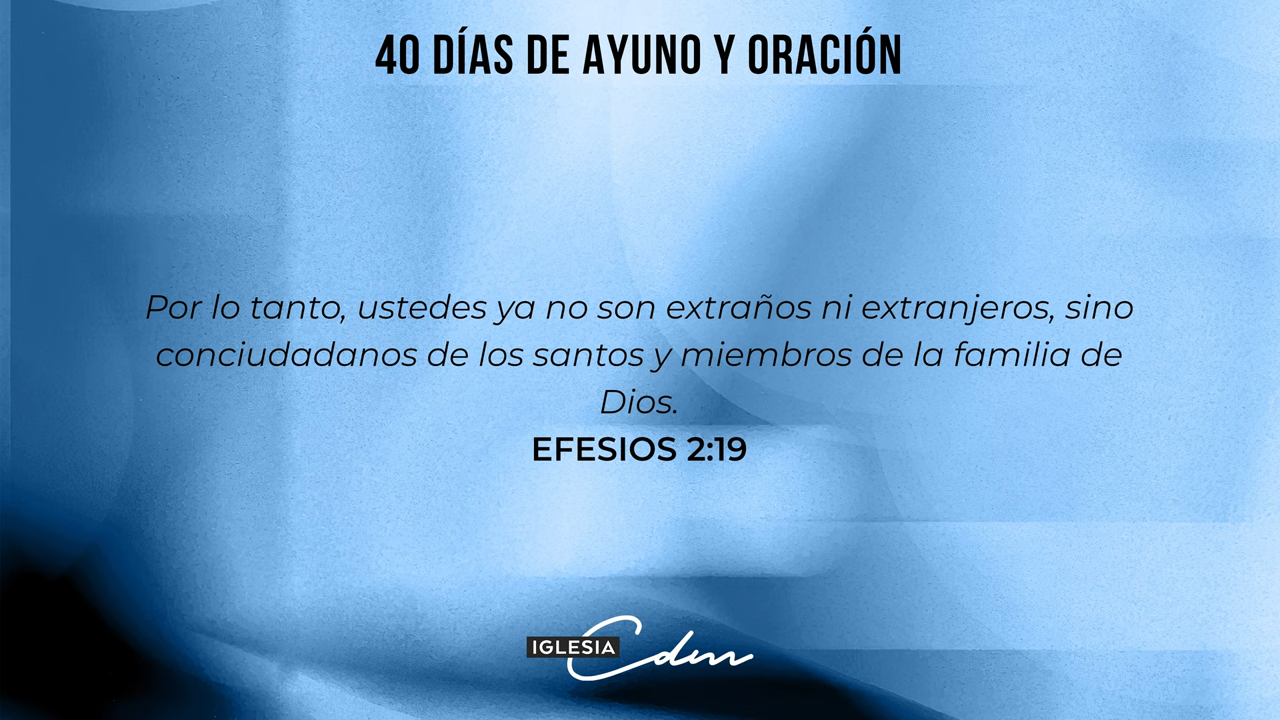 40 DÍAS DE AYUNO Y ORACIÓN
Por lo tanto, ustedes ya no son extraños ni extranjeros, sino
conciudadanos de los santos y miembros de la familia de
Dios.
EFESIOS 2:19
IGLESIA Cdm